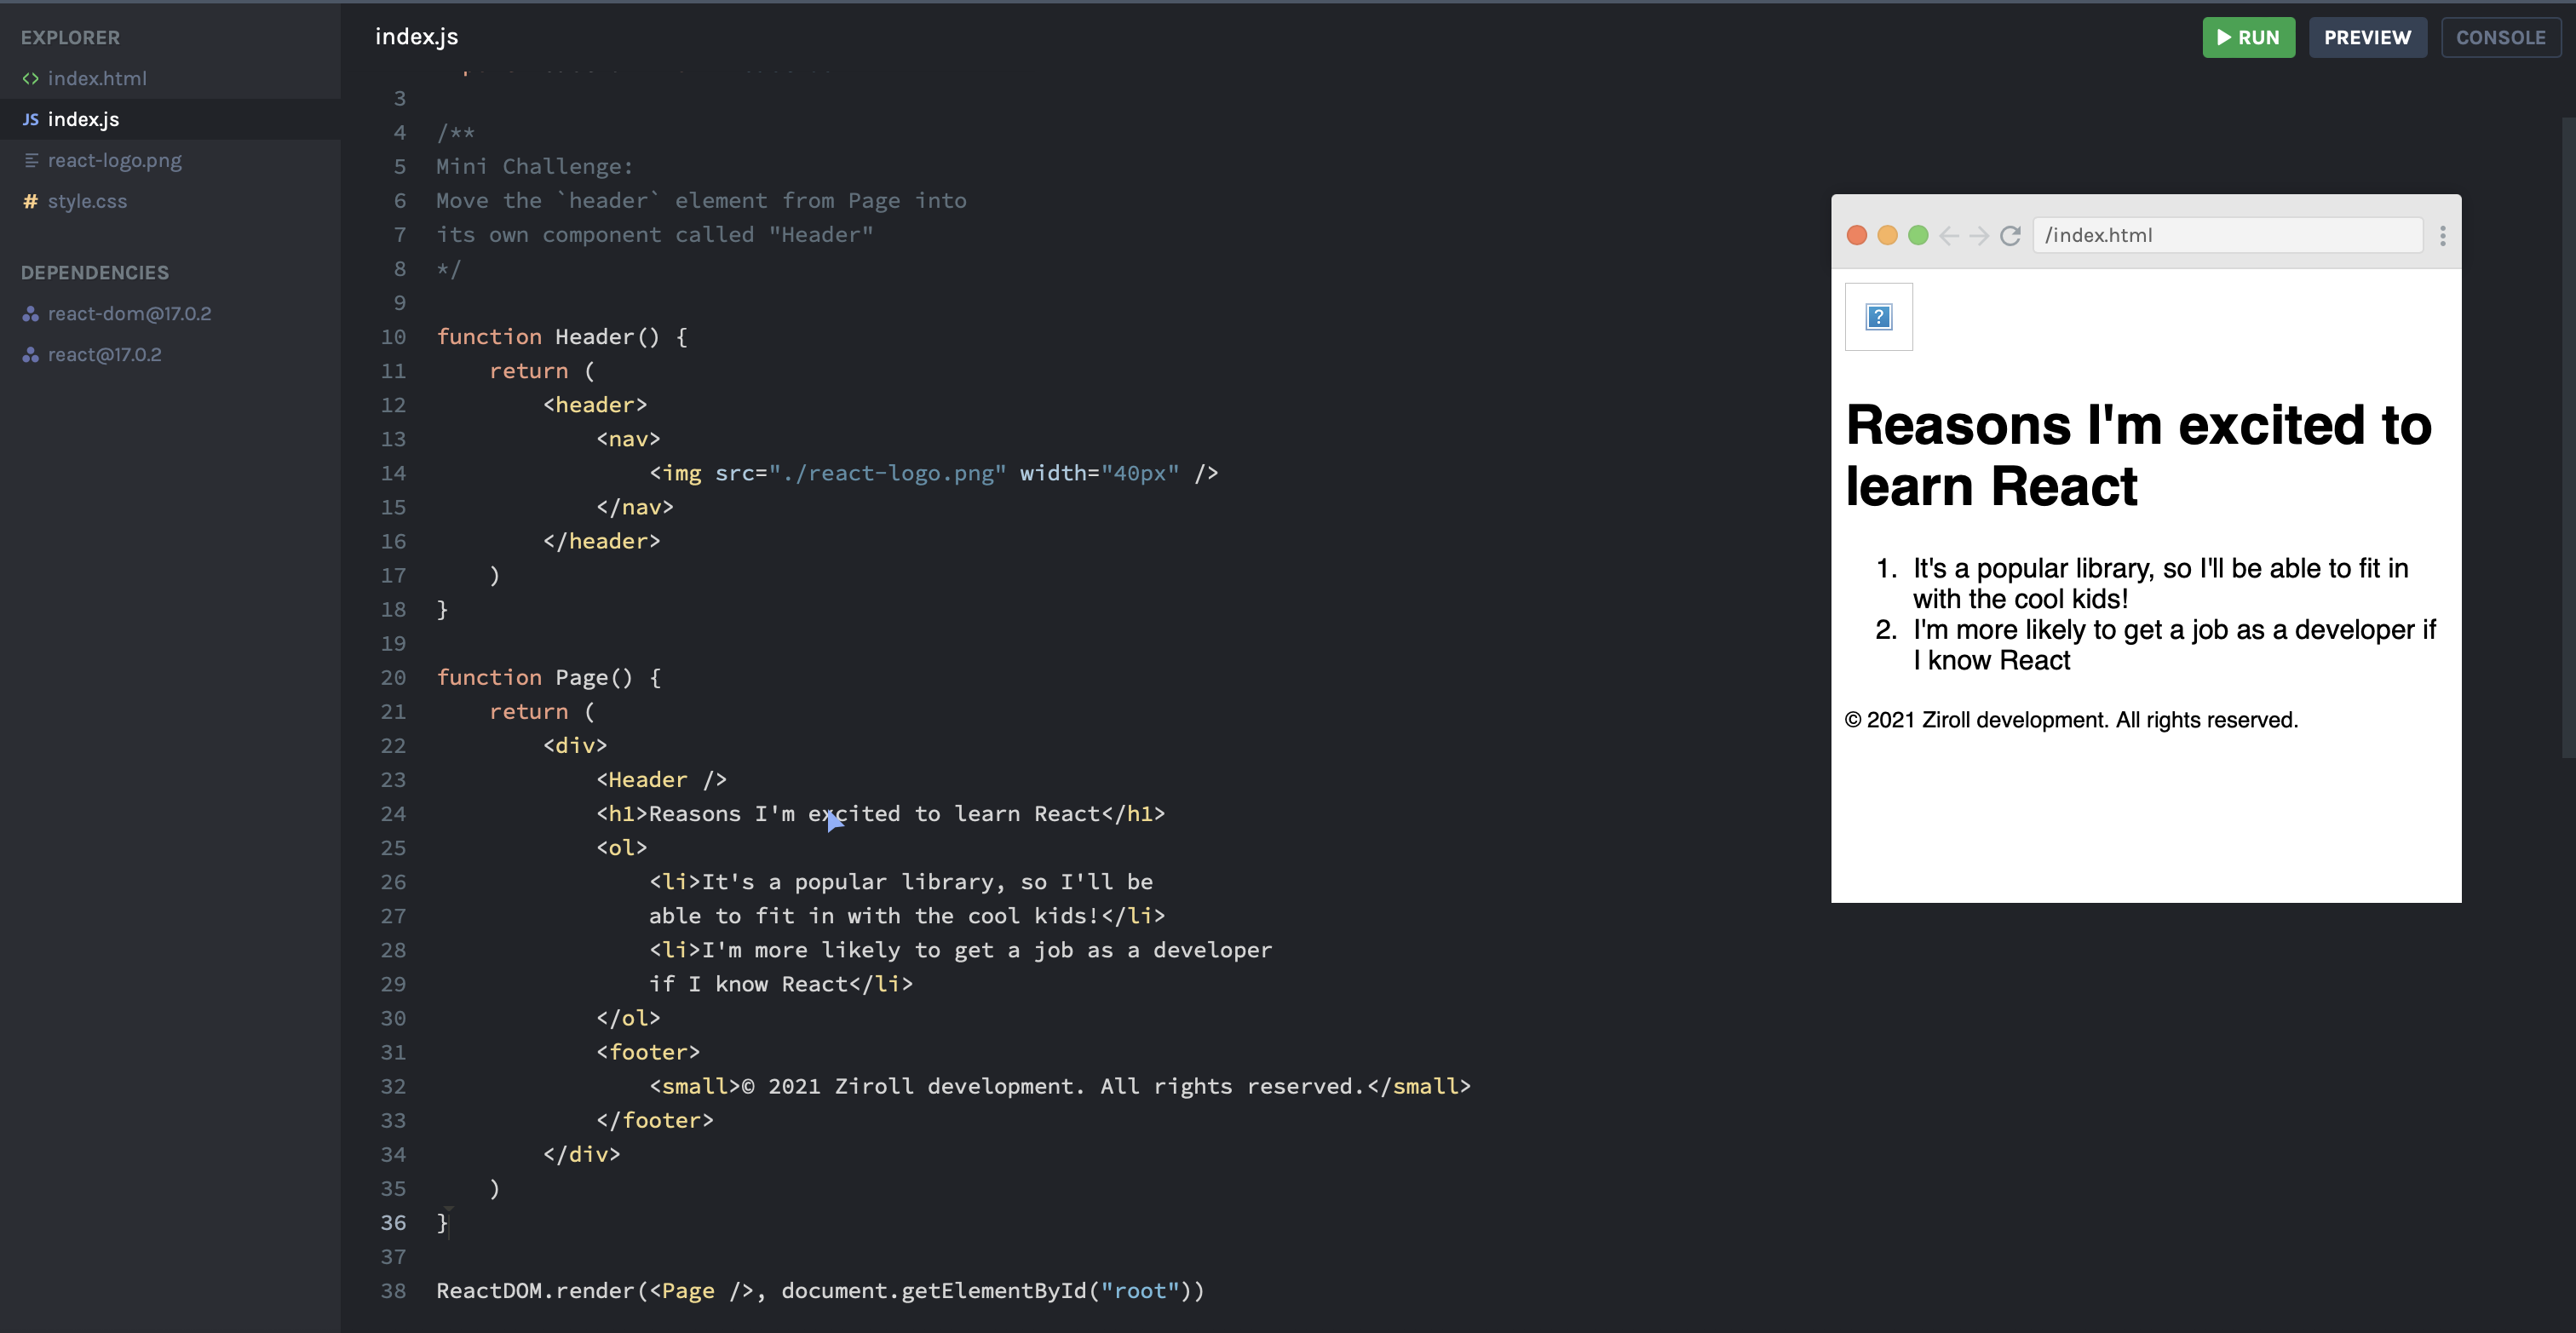 EXPLORER
index.html
JS index.js
react-logo.png
# style.css
DEPENDENCIES
react-dom@17.0.2
react@17.0.2
index.js
RUN
PREVIEW
CONSOLE
3
4 /**
5 Mini Challenge:
6 Move the `header` element from Page into
7 its own component called "Header"
8 */
9
10 function Header() {
11     return (
12         <header>
13             <nav>
14                 <img src="./react-logo.png" width="40px" />
15             </nav>
16         </header>
17     )
18 }
19
20 function Page() {
21     return (
22         <div>
23             <Header />
24             <h1>Reasons I'm excited to learn React</h1>
25             <ol>
26                 <li>It's a popular library, so I'll be
27                 able to fit in with the cool kids!</li>
28                 <li>I'm more likely to get a job as a developer
29                 if I know React</li>
30             </ol>
31             <footer>
32                 <small>© 2021 Ziroll development. All rights reserved.</small>
33             </footer>
34         </div>
35     )
36 }
37
38 ReactDOM.render(<Page />, document.getElementById("root"))
/index.html
?
Reasons I'm excited to
learn React
1. It's a popular library, so I'll be able to fit in
with the cool kids!
2. I'm more likely to get a job as a developer if
I know React
© 2021 Ziroll development. All rights reserved.